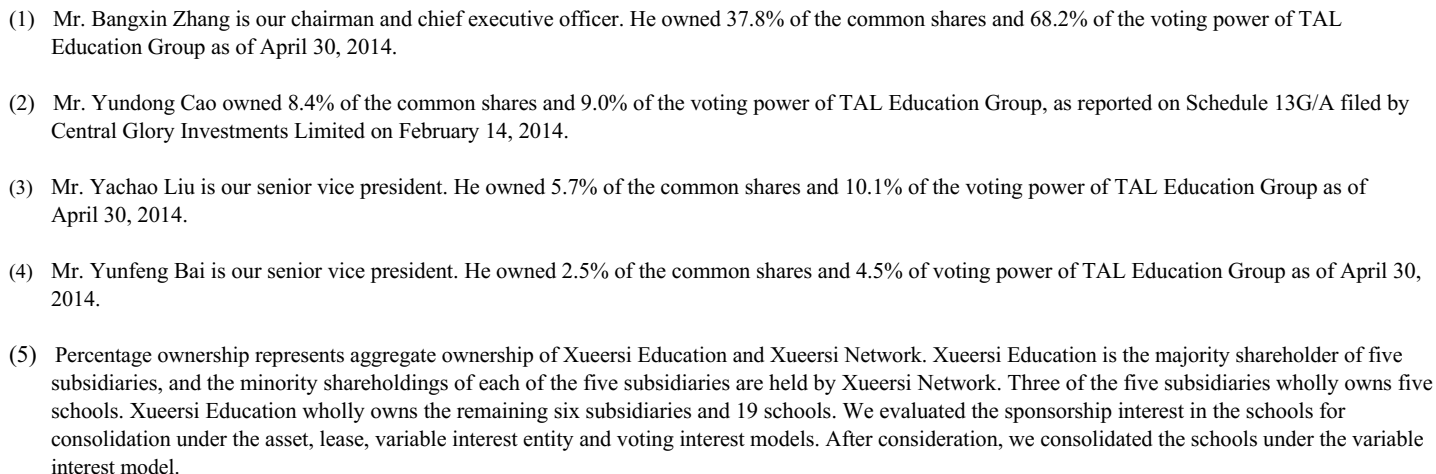 (1) Mr. Bangxin Zhang is our chairman and chief executive officer. He owned 37.8% of the common shares and 68.2% of the voting power of TAL
Education Group as of April 30, 2014.
(2) Mr. Yundong Cao owned 8.4% of the common shares and 9.0% of the voting power of TAL Education Group, as reported on Schedule 13G/A filed by
Central Glory Investments Limited on February 14, 2014.
(3) Mr. Yachao Liu is our senior vice president. He owned 5.7% of the common shares and 10.1% of the voting power of TAL Education Group as of
April 30, 2014.
(4) Mr. Yunfeng Bai is our senior vice president. He owned 2.5% of the common shares and 4.5% of voting power of TAL Education Group as of April 30,
2014.
(5) Percentage ownership represents aggregate ownership of Xueersi Education and Xueersi Network. Xueersi Education is the majority shareholder of five
subsidiaries, and the minority shareholdings of each of the five subsidiaries are held by Xueersi Network. Three of the five subsidiaries wholly owns five
schools. Xueersi Education wholly owns the remaining six subsidiaries and 19 schools. We evaluated the sponsorship interest in the schools for
consolidation under the asset, lease, variable interest entity and voting interest models. After consideration, we consolidated the schools under the variable
interest model.